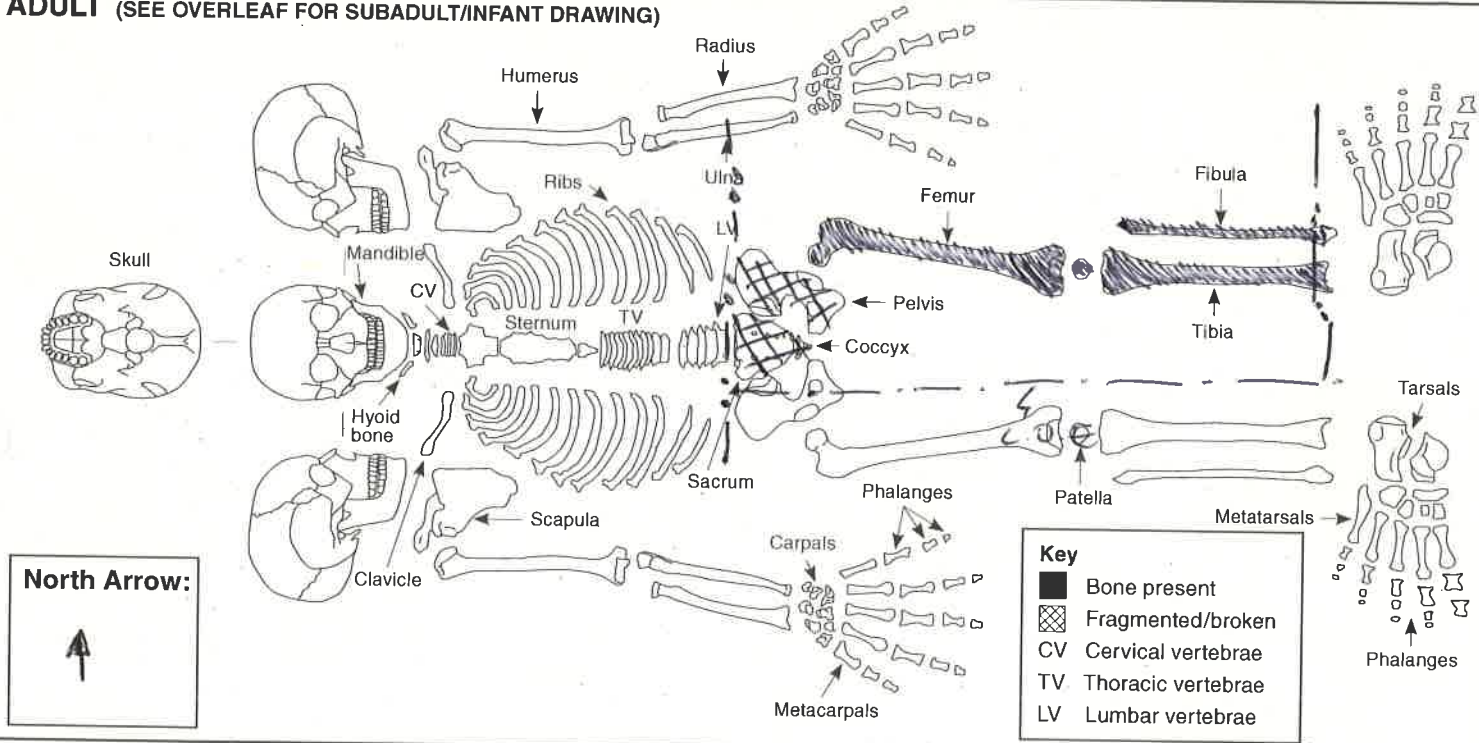 ADULT (SEE OVERLEAF FOR SUBADULT/INFANT DRAWING)
Radius
Humerus
Ribs
Ulna
Femur
Fibula
LV
Skull
Mandible
CV
Sternum
TV
Pelvis
Coccyx
Tibia
Hyoid
bone
Tarsals
Sacrum
Phalanges
Patella
Scapula
Metatarsals
Carpals
Clavicle
North Arrow:
Metacarpals
Key
Bone present
Fragmented/broken
CV Cervical vertebrae
TV Thoracic vertebrae
LV Lumbar vertebrae
Phalanges